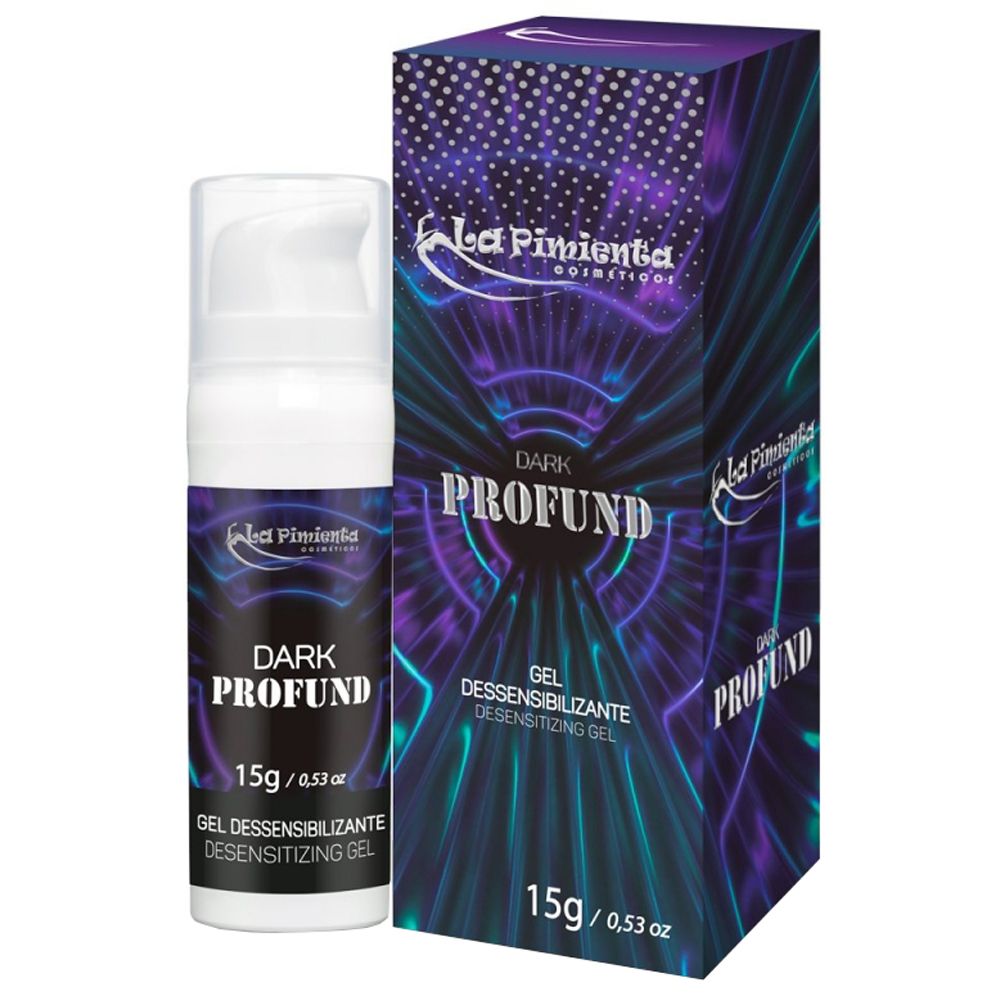 La Pimienta
COSMÉTICOS
DARK
PROFUND
15g / 0,53 oz
GEL DESSENSIBILIZANTE
DESENSITIZING GEL
La Pimienta
COSMÉTICOS
DARK
PROFUND
GEL
DESSENSIBILIZANTE
DESENSITIZING GEL
15g / 0,53 oz
La Pimienta
COSMÉTICOS
DARK
PROFUND